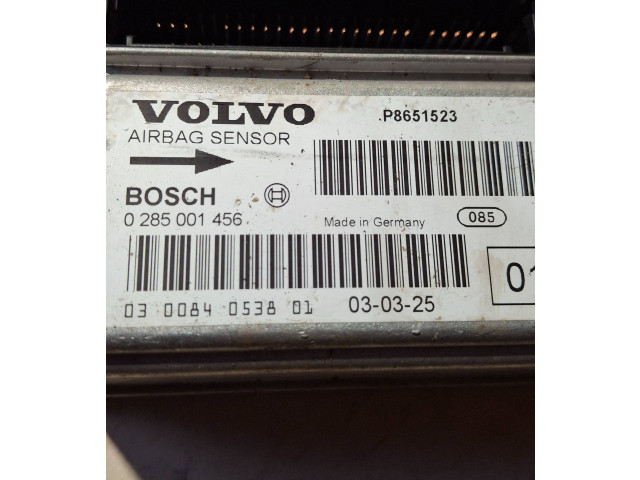 VOLVO
P8651523
AIRBAG SENSOR
BOSCH
0 285 001 456
Made in Germany
085
03 0084 0538 01
03-03-25
01